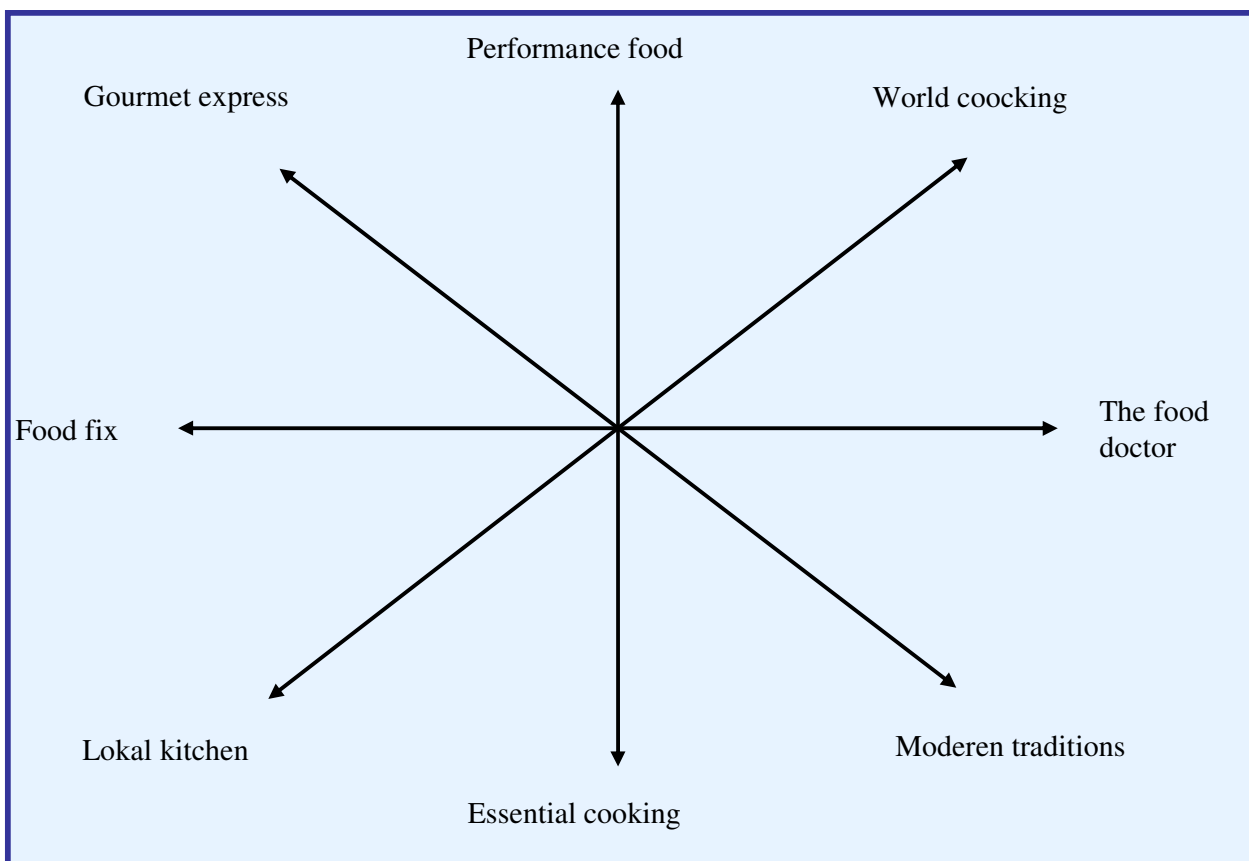 Performance food
Gourmet express
World coocking
Food fix
The food
doctor
Lokal kitchen
Moderen traditions
Essential cooking